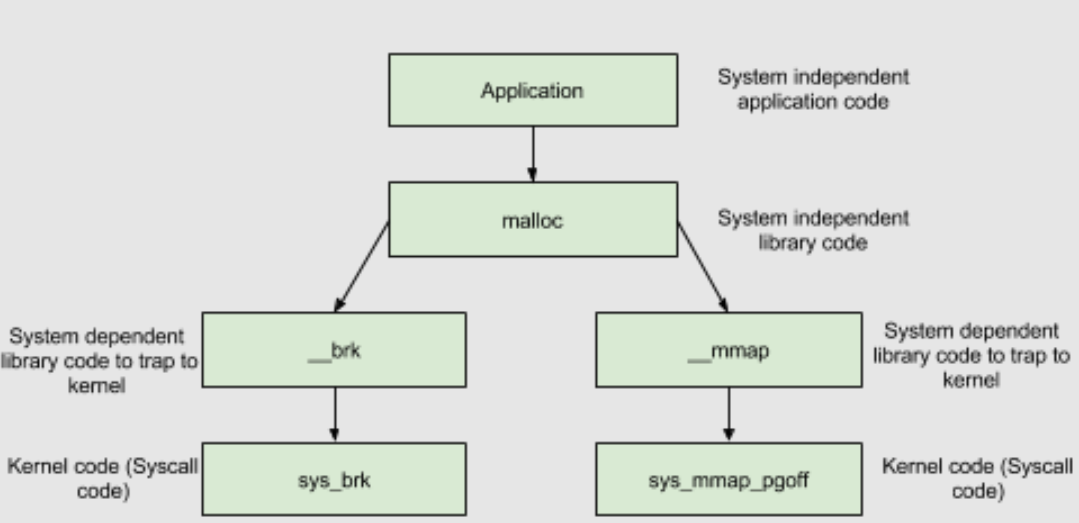 Application
System independent
application code
malloc
System independent
library code
System dependent
library code to trap to
kernel
__brk
__mmap
System dependent
library code to trap to
kernel
Kernel code (Syscall
code)
sys_brk
sys_mmap_pgoff
Kernel code (Syscall
code)